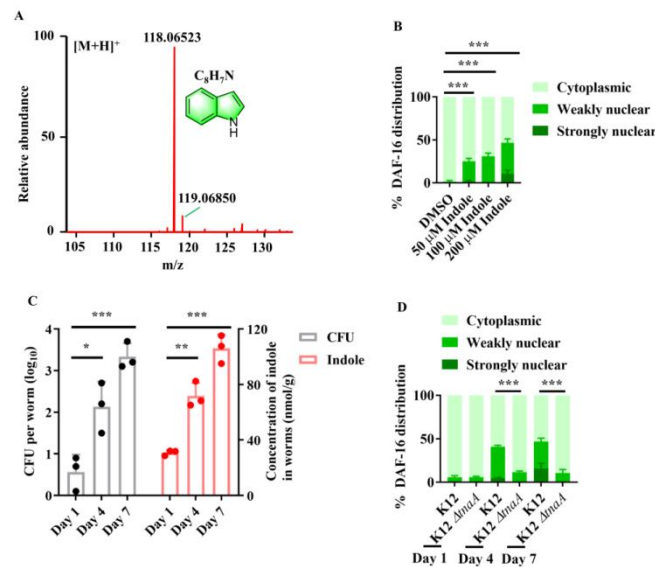 A
[M+H]+
118.06523
C8H7N
N
H
119.06850
Relative abundance
100
50
0
104
110
115
120
125
130
m/z
B
***
***
***
Cytoplasmic
Weakly nuclear
Strongly nuclear
% DAF-16 distribution
100
50
0
DMSO
50 μM Indole
100 μM Indole
200 μM Indole
C
***
*
***
**
CFU
Indole
CFU per worm (log10)
4
3
2
1
0
120
80
40
0
Concentration of indole
in worms (nmol/g)
Day 1
Day 4
Day 7
Day 1
Day 4
Day 7
D
Cytoplasmic
Weakly nuclear
Strongly nuclear
***
***
% DAF-16 distribution
100
50
0
K12
K12 ΔtnaA
K12
K12 ΔtnaA
K12
K12 ΔtnaA
Day 1
Day 4
Day 7